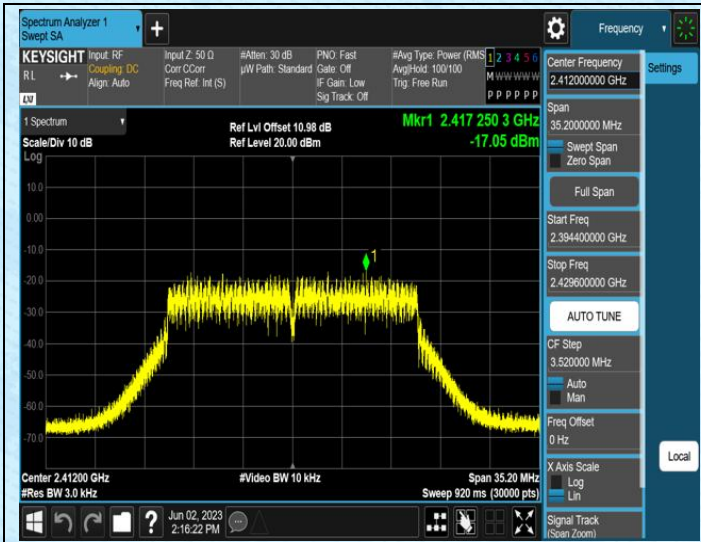 Spectrum Analyzer 1
Swept SA
+
Frequency
KEYSIGHT
RL
LXI
Input: RF
Coupling: DC
Align: Auto
Input Z: 50 Ω
Corr CCorr
Freq Ref: Int (S)
#Atten: 30 dB
µW Path: Standard
PNO: Fast
Gate: Off
IF Gain: Low
Sig Track: Off
#Avg Type: Power (RMS
Avg|Hold: 100/100
Trig: Free Run
1 2 3 4 5 6
M W W W W W
P P P P P P
1 Spectrum
Scale/Div 10 dB
Ref Lvl Offset 10.98 dB
Ref Level 20.00 dBm
Mkr1 2.417 250 3 GHz
-17.05 dBm
Log
10.0
0.00
-10.0
-20.0
-30.0
-40.0
-50.0
-60.0
-70.0
1
Center 2.41200 GHz
#Res BW 3.0 kHz
#Video BW 10 kHz
Span 35.20 MHz
Sweep 920 ms (30000 pts)
?
Jun 02, 2023
2:16:22 PM
Center Frequency
2.412000000 GHz
Span
35.2000000 MHz
Swept Span
Zero Span
Full Span
Start Freq
2.394400000 GHz
Stop Freq
2.429600000 GHz
AUTO TUNE
CF Step
3.520000 MHz
Auto
Man
Freq Offset
0 Hz
X Axis Scale
Log
Lin
Signal Track
(Span Zoom)
Settings
Local